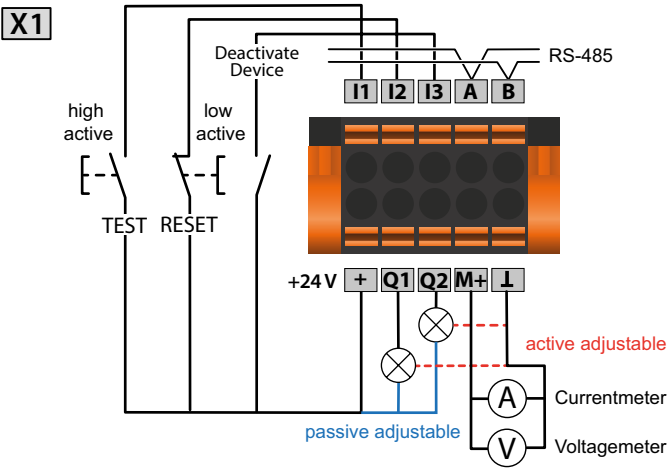 X1
Deactivate
Device
RS-485
I1 I2 I3 A B
high
active
low
active
TEST RESET
+24 V + Q1 Q2 M+ ⊥
active adjustable
A Currentmeter
passive adjustable
V Voltagemeter